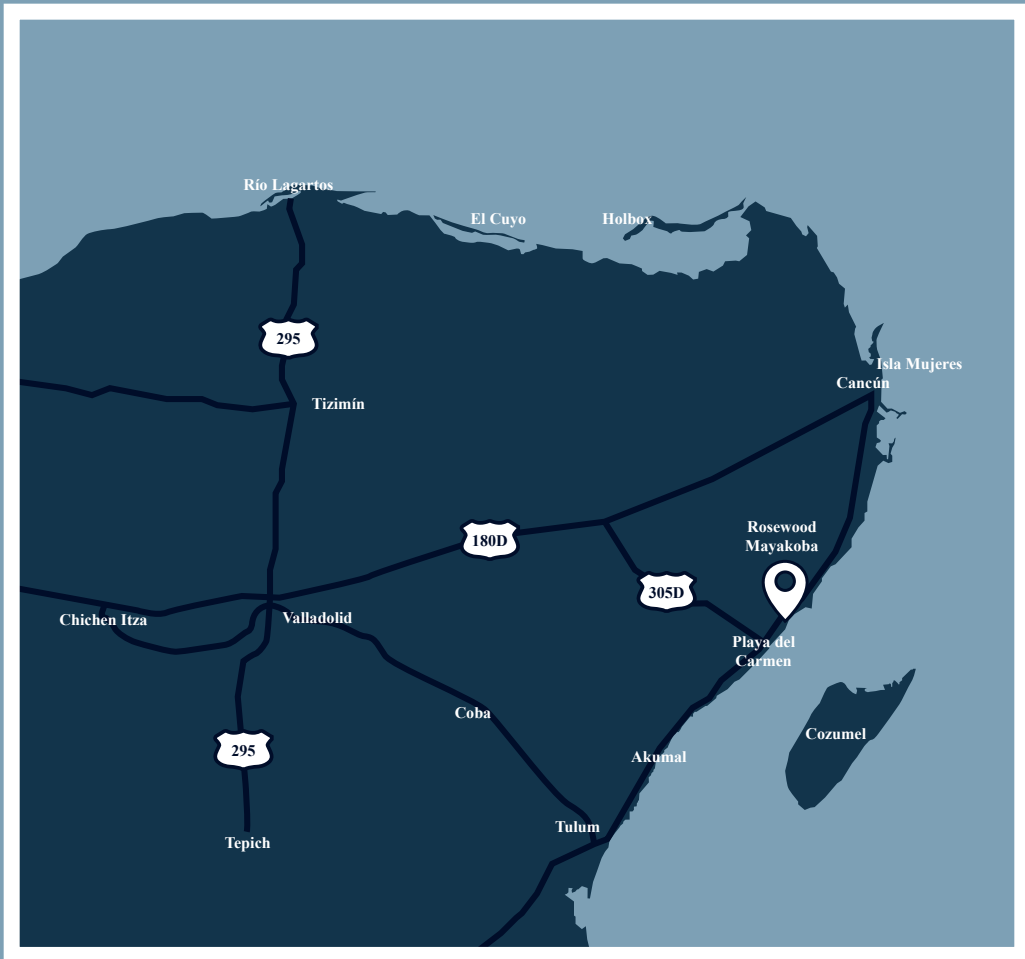 Río Lagartos
El Cuyo
Holbox
295
Isla Mujeres
Cancún
Tizimín
Rosewood
Mayakoba
180D
305D
Chichen Itza
Valladolid
Playa del
Carmen
Coba
Cozumel
295
Akumal
Tulum
Tepich